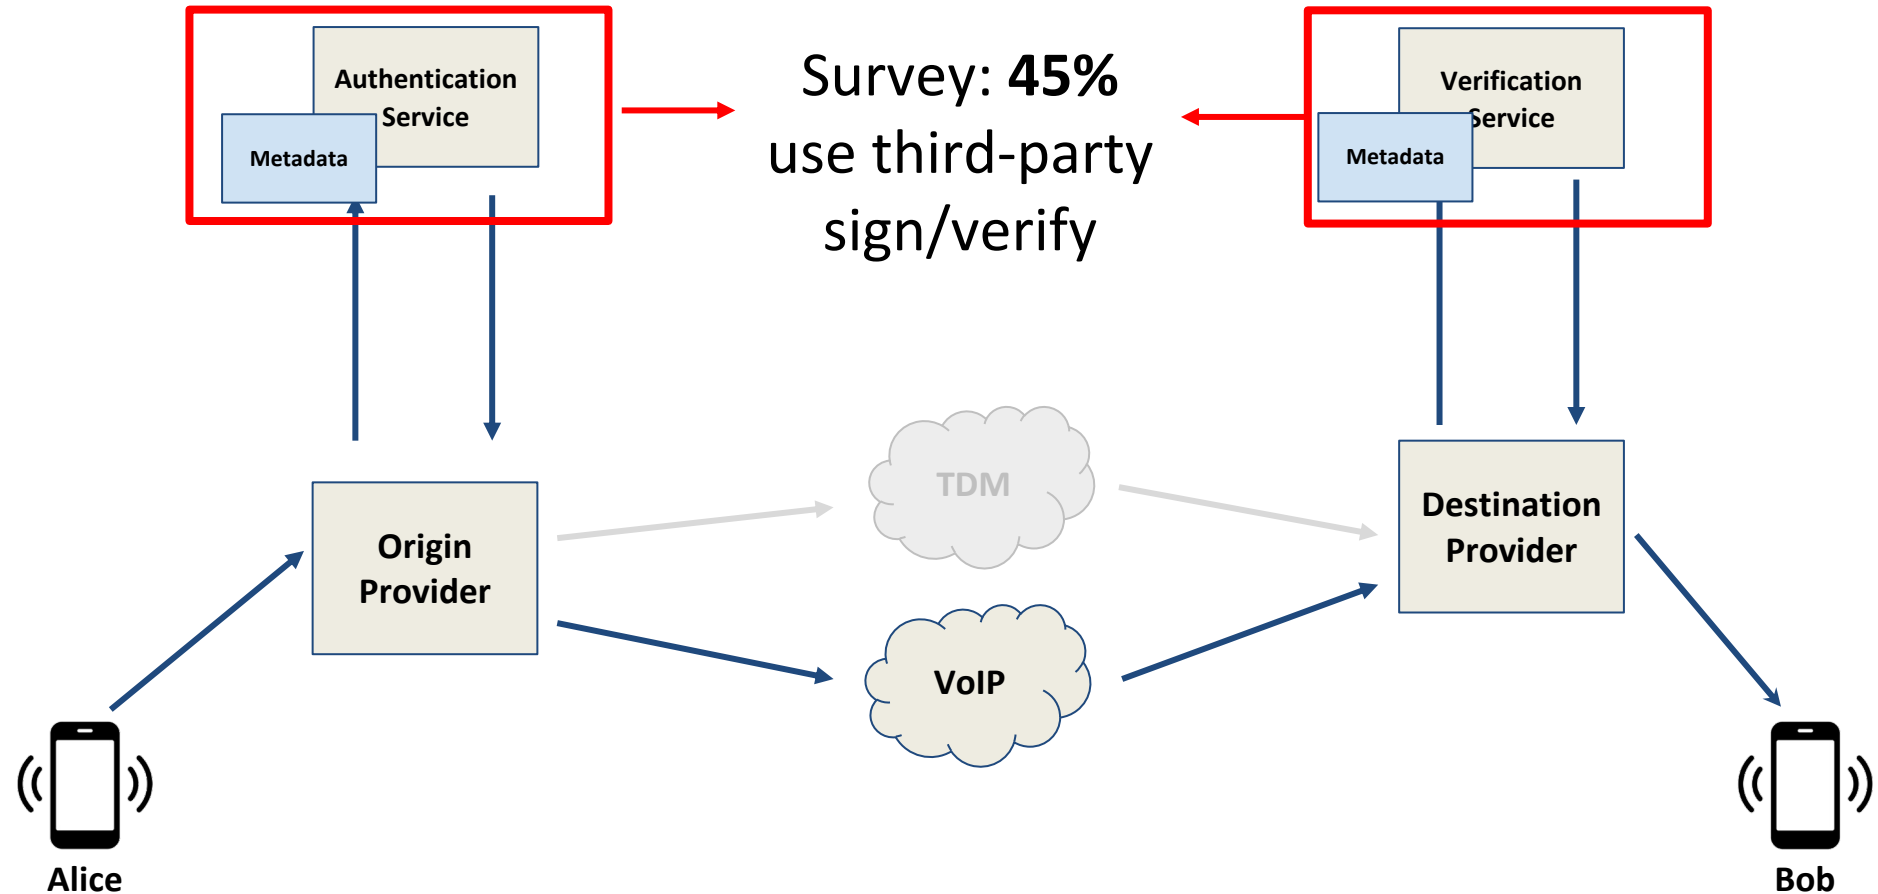 Authentication
Service
Metadata
Survey: 45%
use third-party
sign/verify
Verification
Service
Metadata
TDM
Origin
Provider
Destination
Provider
VoIP
Alice
Bob